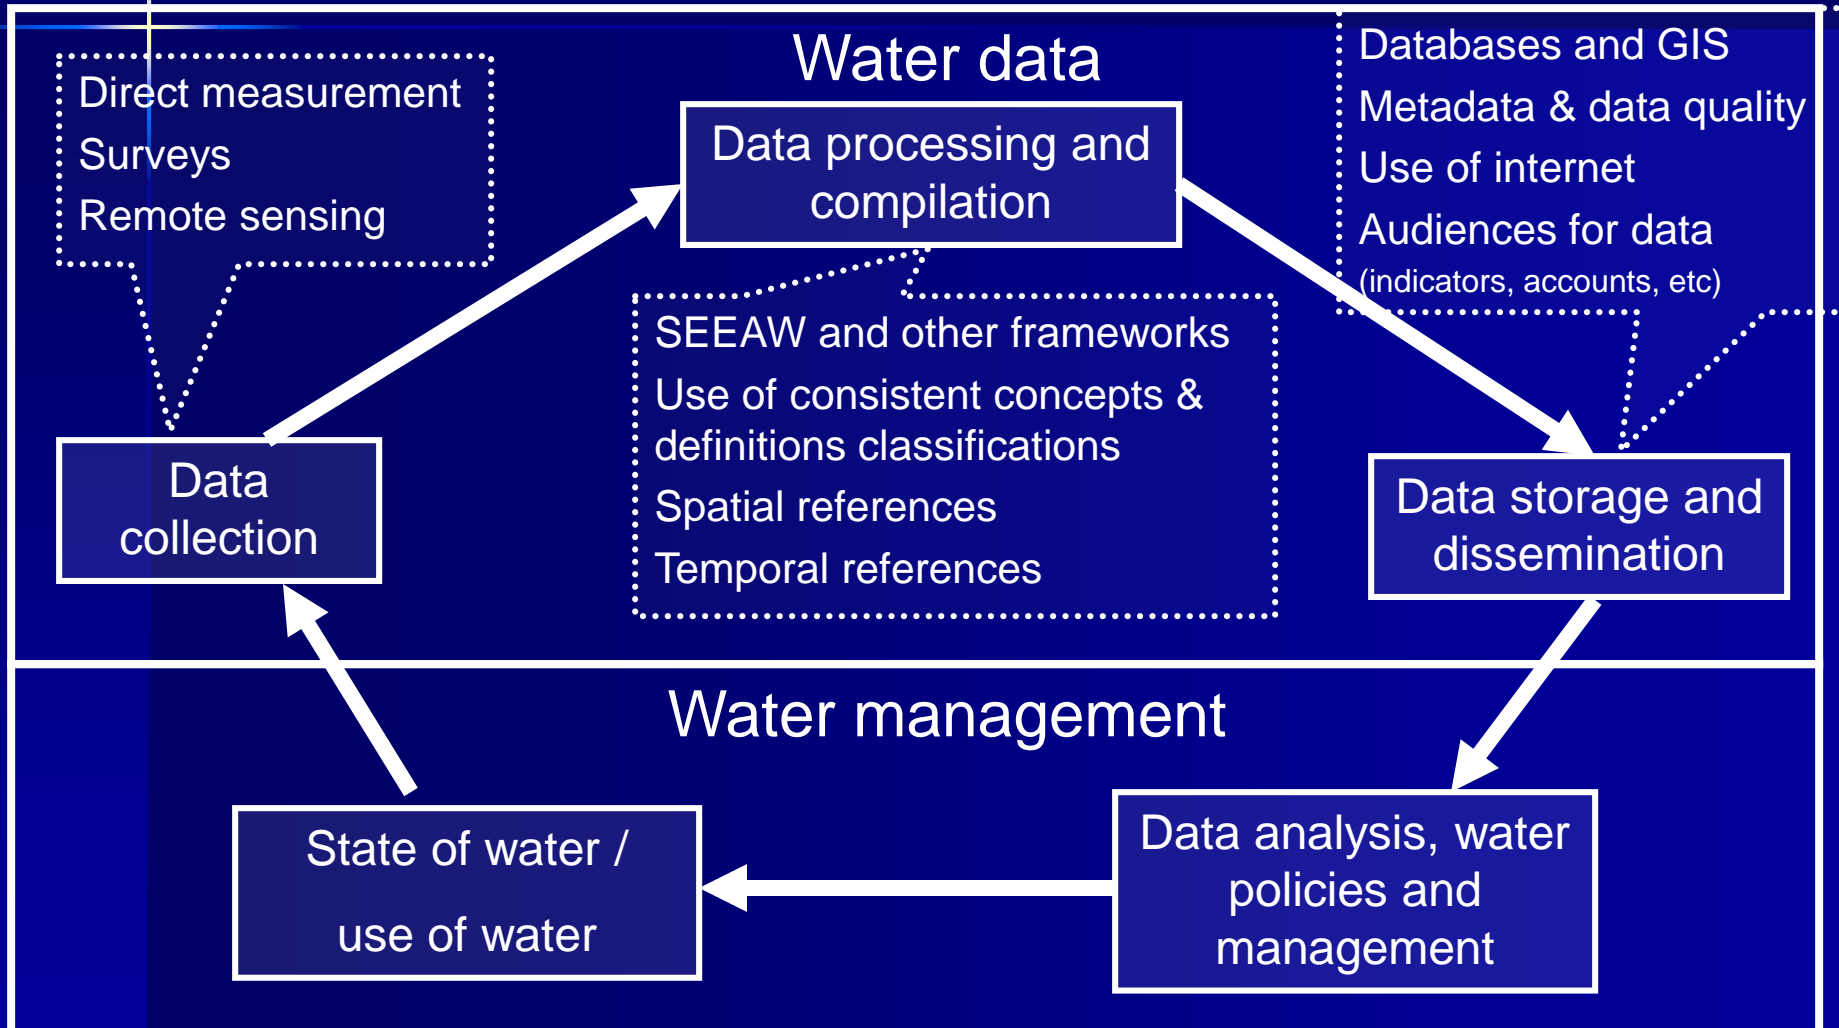 Water data
Direct measurement
Surveys
Remote sensing
Data processing and
compilation
Databases and GIS
Metadata & data quality
Use of internet
Audiences for data
(indicators, accounts, etc)
SEEAW and other frameworks
Use of consistent concepts &
definitions classifications
Spatial references
Temporal references
Data
collection
Data storage and
dissemination
Water management
State of water /
use of water
Data analysis, water
policies and
management